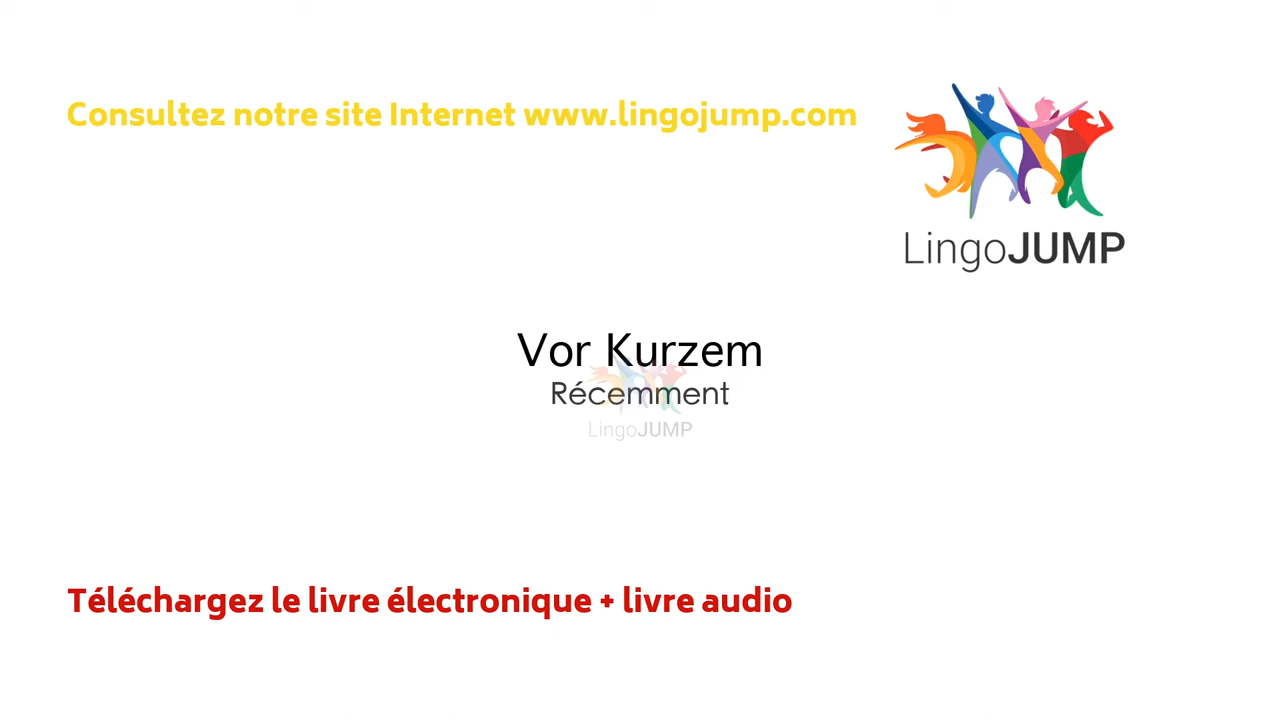 Consultez notre site Internet www.lingojump.com
LingoJUMP
Vor Kurzem
Récemment
LingoJUMP
Téléchargez le livre électronique + livre audio